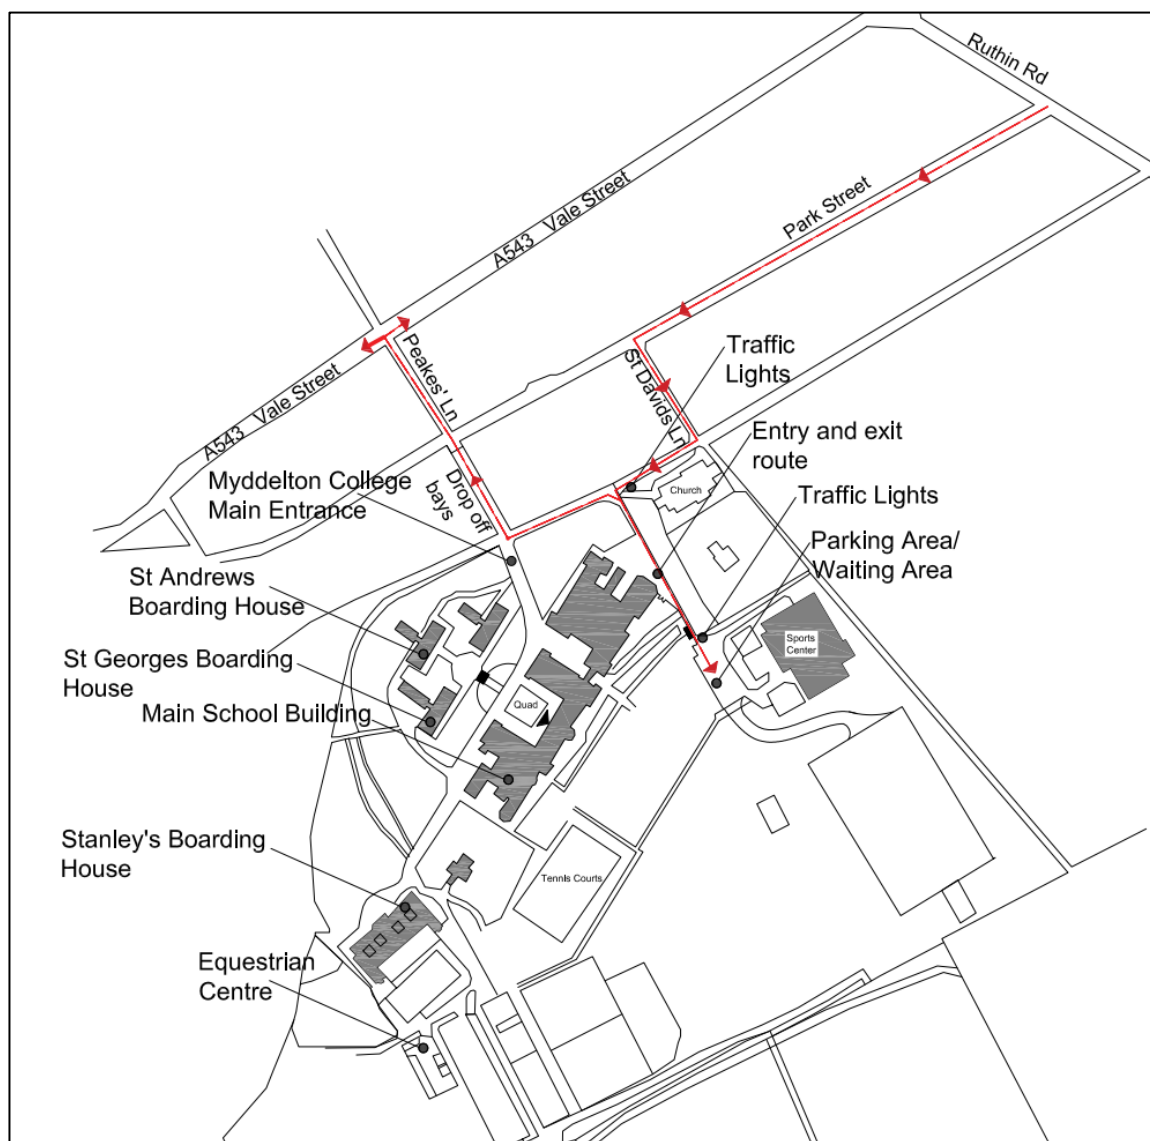 Ruthin Rd
A543 Vale Street
Park Street
A543 Vale Street
Peakes' Ln
St Davids Ln
Traffic
Lights
Entry and exit
route
Church
Traffic Lights
Drop off
bays
Myddelton College
Main Entrance
Parking Area/
Waiting Area
St Andrews
Boarding House
Sports
Center
St Georges Boarding
House
Main School Building
Quad
Stanley's Boarding
House
Tennis Courts
Equestrian
Centre